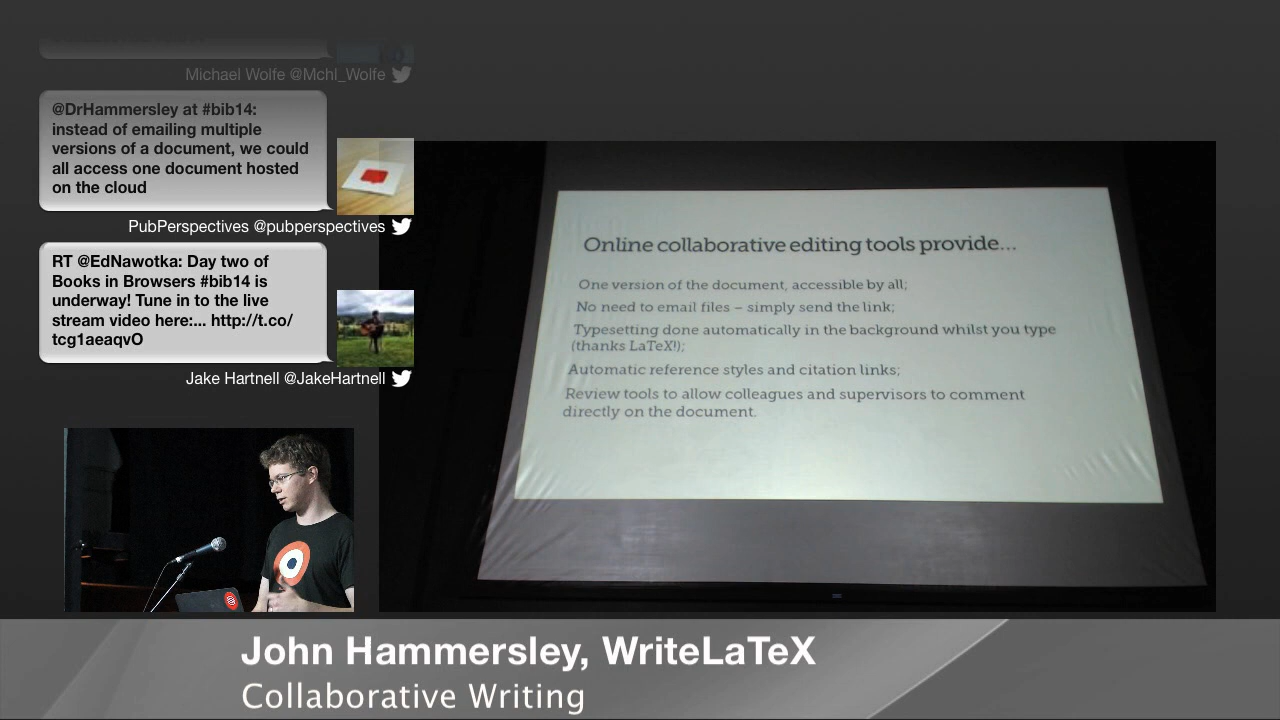 Michael Wolfe @Mchl_Wolfe
@DrHammersley at #bib14:
instead of emailing multiple
versions of a document, we could
all access one document hosted
on the cloud
PubPerspectives @pubperspectives
RT @EdNawotka: Day two of
Books in Browsers #bib14 is
underway! Tune in to the live
stream video here:... http://t.co/
tcg1aeaqvO
Jake Hartnell @JakeHartnell
Online collaborative editing tools provide...
One version of the document, accessible by all;
No need to email files – simply send the link;
Typesetting done automatically in the background whilst you type
(thanks LaTeX!);
Automatic reference styles and citation links;
Review tools to allow colleagues and supervisors to comment
directly on the document.
John Hammersley, WriteLaTeX
Collaborative Writing